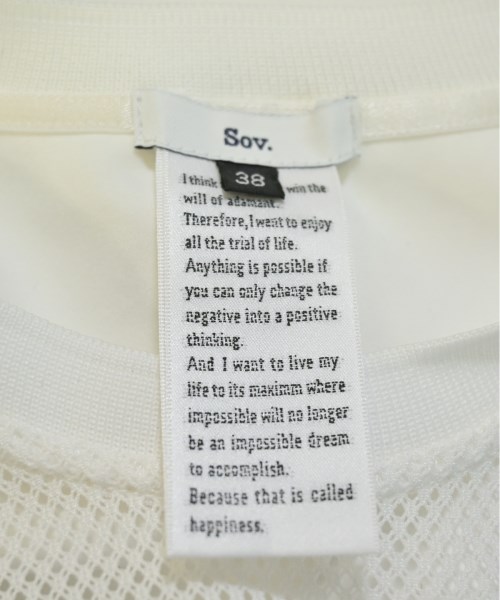 Sov.
38
I think win the
will of adamant.
Therefore, I want to enjoy
all the trial of life.
Anything is possible if
you can only change the
negative into a positive
thinking.
And I want to live my
life to its maximm where
impossible will no longer
be an impossible dream
to accomplish.
Because that is called
happiness.